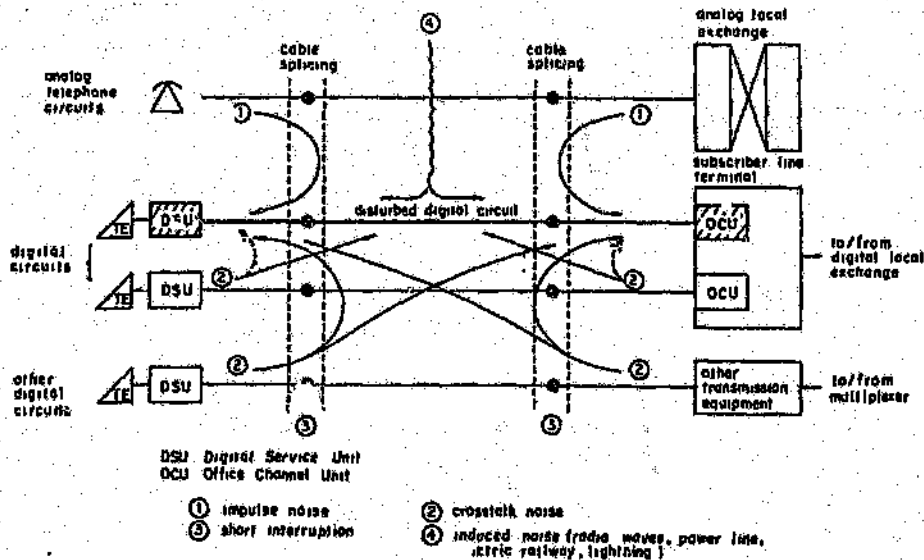 ④
analog local
exchange
cable
splicing
cable
splicing
analog
telephone
circuits
①
①
subscriber line
terminal
disturbed digital circuit
TE
DSU
OCU
digital
circuits
②
②
to/from
digital local
exchange
TE
DSU
OCU
②
②
other
digital
circuits
TE
DSU
other
transmission
equipment
to/from
multiplexer
③
③
DSU Digital Service Unit
OCU Office Channel Unit
① impulse noise
② crosstalk noise
③ short interruption
④ induced noise (radio waves, power line,
railway, lightning)